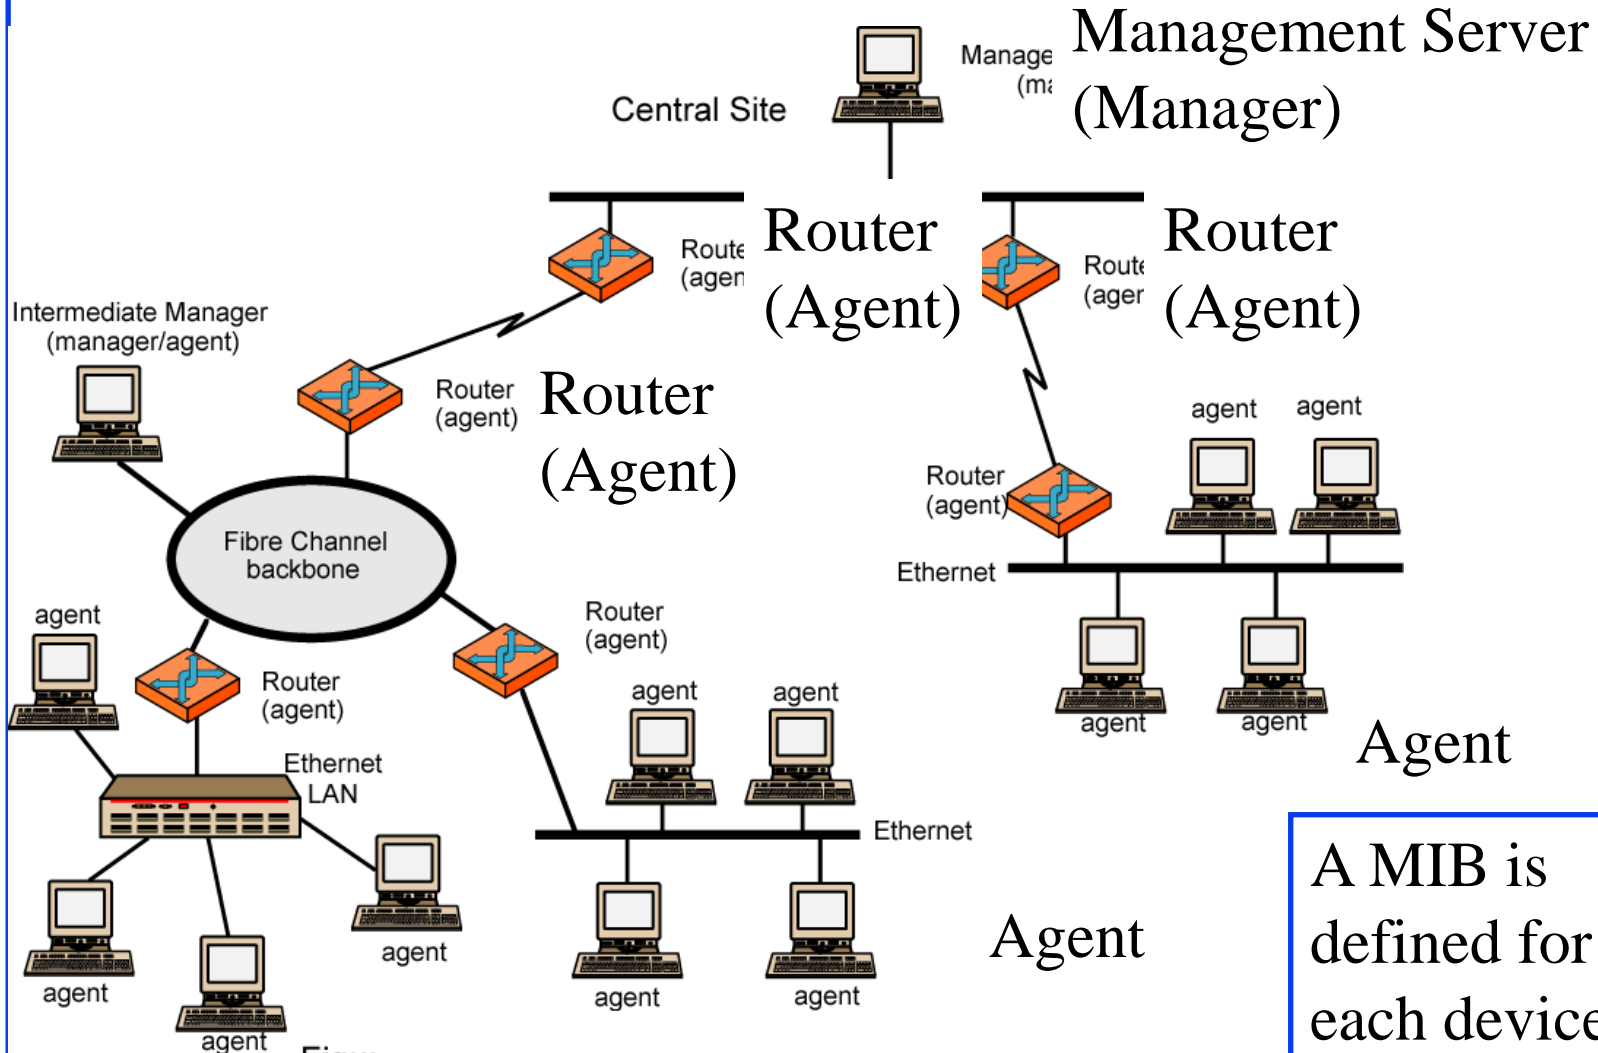 Management Server
(Manager)
Central Site
Router
(Agent)
Router
(Agent)
Intermediate Manager
(manager/agent)
Router
(agent)
Router
(Agent)
agent
agent
Router
(agent)
Fibre Channel
backbone
Ethernet
agent
Router
(agent)
Router
(agent)
agent
agent
agent
agent
Agent
Ethernet
LAN
Ethernet
A MIB is
defined for
each device
agent
Agent
agent
agent
agent
agent